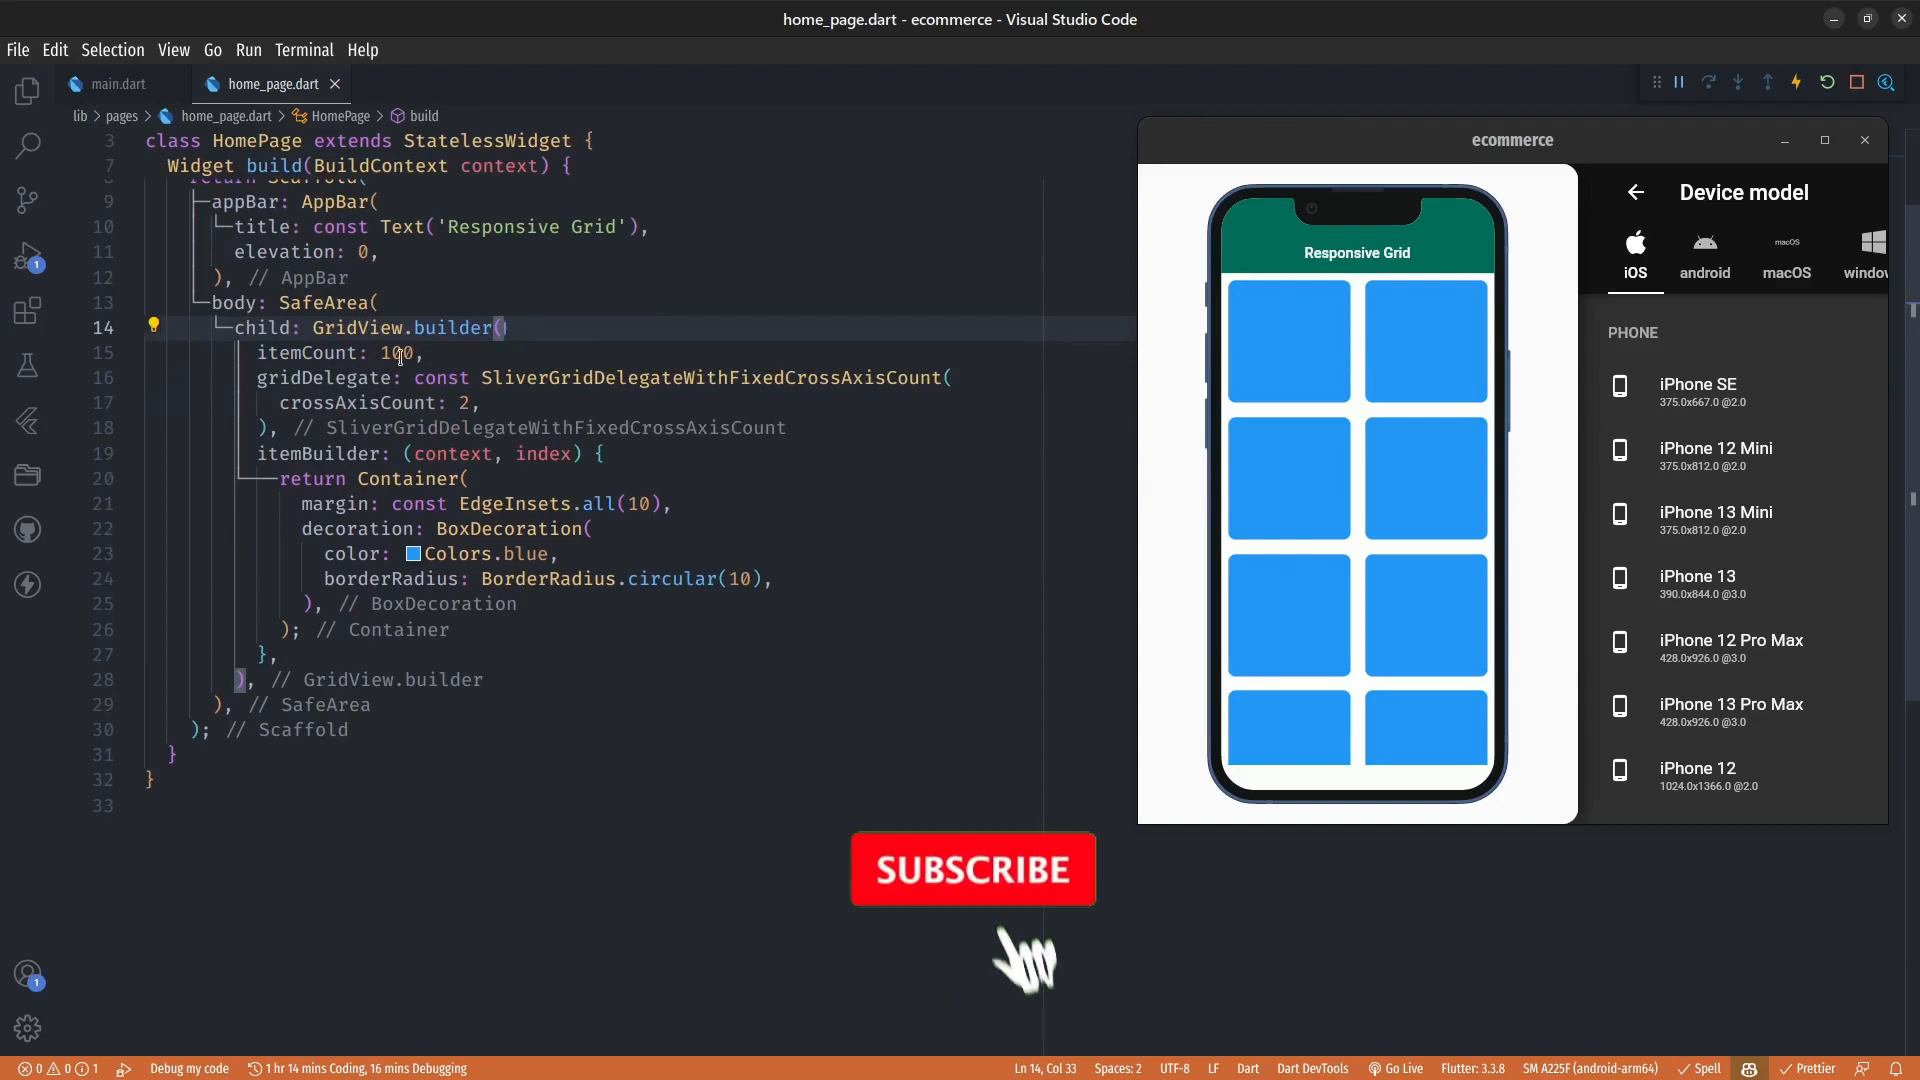 home_page.dart - ecommerce - Visual Studio Code
File Edit Selection View Go Run Terminal Help
main.dart home_page.dart
lib > pages > home_page.dart > HomePage > build
3 class HomePage extends StatelessWidget {
7 Widget build(BuildContext context) {
return Scaffold(
9 appBar: AppBar(
10 title: const Text('Responsive Grid'),
11 elevation: 0,
12 ), // AppBar
13 body: SafeArea(
14 child: GridView.builder(
15 itemCount: 100,
16 gridDelegate: const SliverGridDelegateWithFixedCrossAxisCount(
17 crossAxisCount: 2,
18 ), // SliverGridDelegateWithFixedCrossAxisCount
19 itemBuilder: (context, index) {
20 return Container(
21 margin: const EdgeInsets.all(10),
22 decoration: BoxDecoration(
23 color: Colors.blue,
24 borderRadius: BorderRadius.circular(10),
25 ), // BoxDecoration
26 ); // Container
27 },
28 ), // GridView.builder
29 ), // SafeArea
30 ); // Scaffold
31 }
32 }
33
1
1
ecommerce
Responsive Grid
Device model
macOS
iOS android macOS window
PHONE
iPhone SE
375.0x667.0 @2.0
iPhone 12 Mini
375.0x812.0 @2.0
iPhone 13 Mini
375.0x812.0 @2.0
iPhone 13
390.0x844.0 @3.0
iPhone 12 Pro Max
428.0x926.0 @3.0
iPhone 13 Pro Max
428.0x926.0 @3.0
iPhone 12
1024.0x1366.0 @2.0
SUBSCRIBE
0 0 1 Debug my code 1 hr 14 mins Coding, 16 mins Debugging Ln 14, Col 33 Spaces: 2 UTF-8 LF Dart Dart DevTools Go Live Flutter: 3.3.8 SM A225F (android-arm64) Spell Prettier